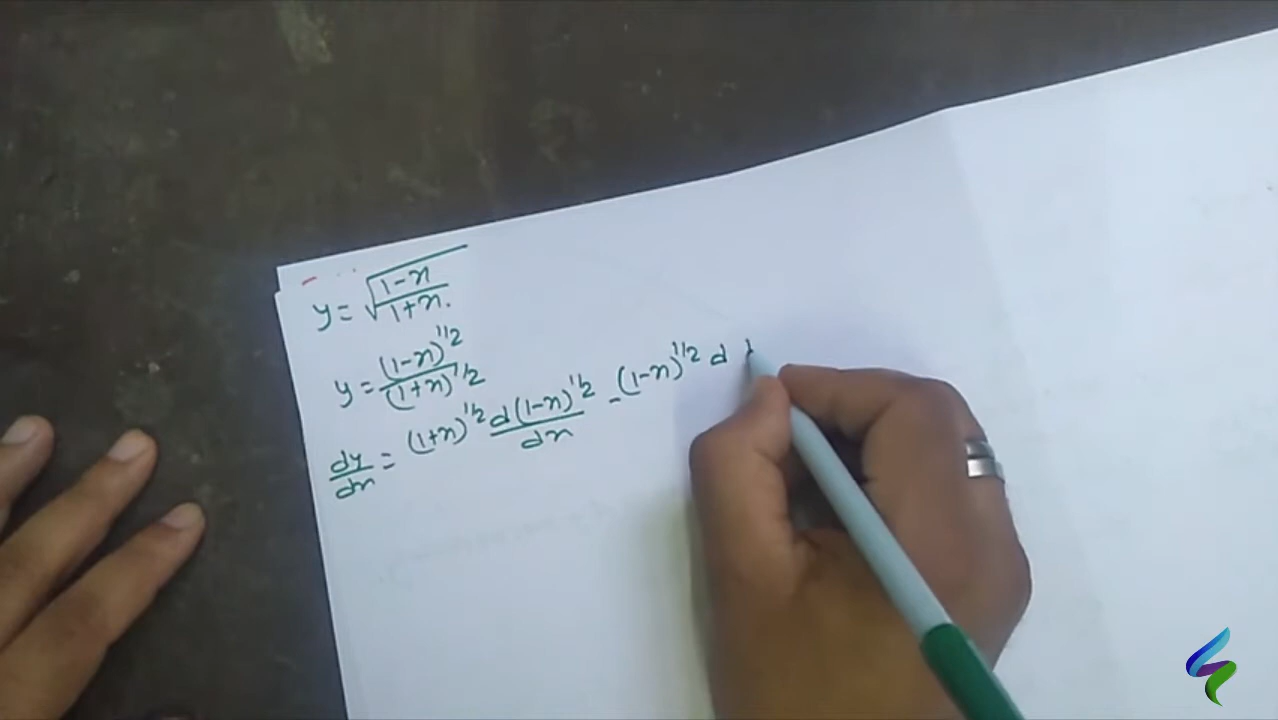 y = √(1-x)/(1+x).
y = (1-x)^1/2 / (1+x)^1/2
dy/dx = (1+x)^1/2 d(1-x)^1/2 / dx - (1-x)^1/2 d